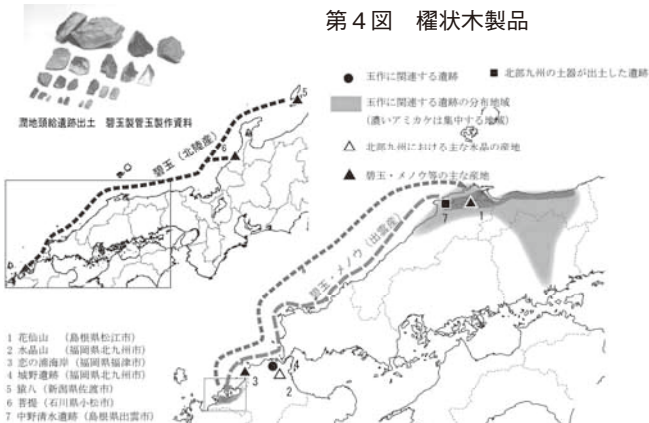 第４図　櫂状木製品
潤地頭給遺跡出土　碧玉製管玉製作資料
● 玉作に関連する遺跡
■ 北部九州の土器が出土した遺跡
玉作に関連する遺跡の分布地域
(濃いアミカケは集中する地域)
△ 北部九州における主な水晶の産地
▲ 碧玉・メノウ等の主な産地
碧玉（北陸産）
5
6
碧玉・メノウ（出雲産）
7
1
3
4
2
1 花仙山　（島根県松江市）
2 水晶山　（福岡県北九州市）
3 恋の浦海岸（福岡県福津市）
4 城野遺跡（福岡県北九州市）
5 猿八（新潟県佐渡市）
6 菩提（石川県小松市）
7 中野清水遺跡（島根県出雲市）